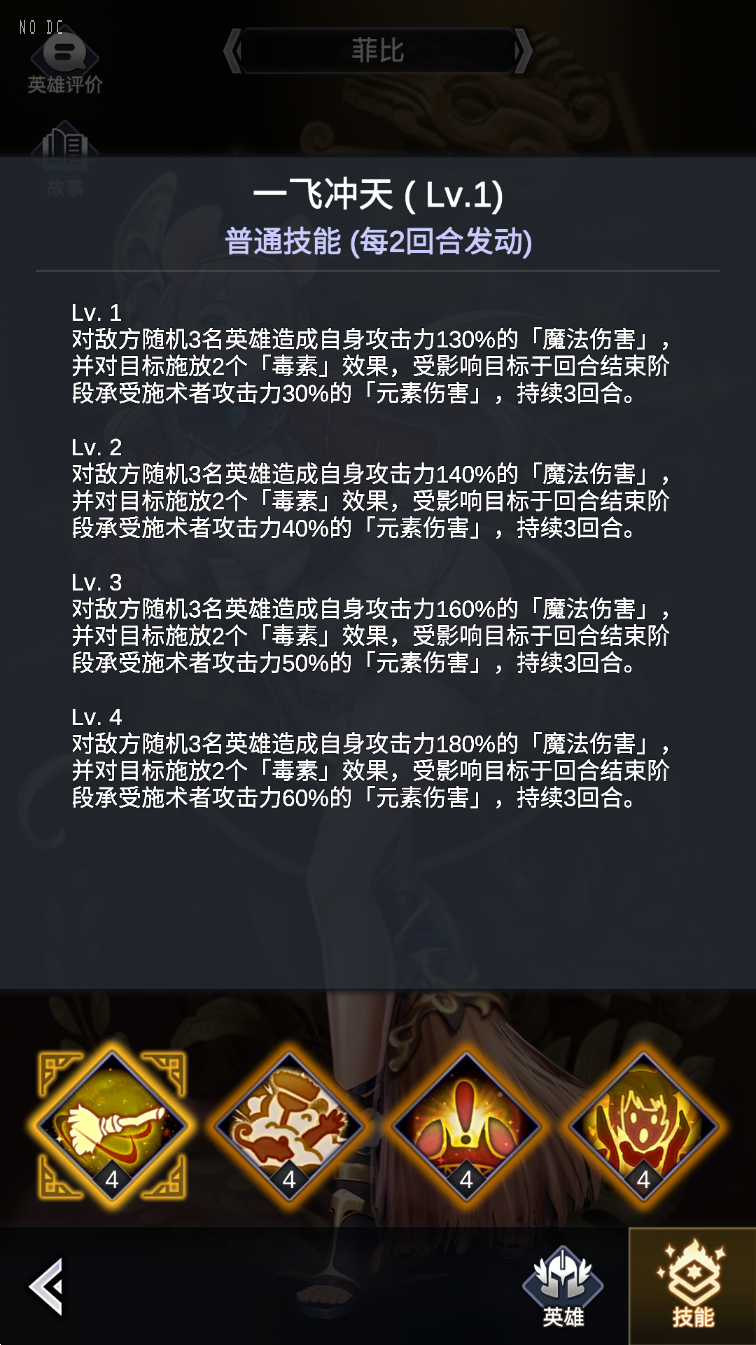 NO DC
英雄评价
菲比
故事
一飞冲天 ( Lv.1)
普通技能 (每2回合发动)
Lv. 1
对敌方随机3名英雄造成自身攻击力130%的「魔法伤害」，
并对目标施放2个「毒素」效果，受影响目标于回合结束阶
段承受施术者攻击力30%的「元素伤害」，持续3回合。
Lv. 2
对敌方随机3名英雄造成自身攻击力140%的「魔法伤害」，
并对目标施放2个「毒素」效果，受影响目标于回合结束阶
段承受施术者攻击力40%的「元素伤害」，持续3回合。
Lv. 3
对敌方随机3名英雄造成自身攻击力160%的「魔法伤害」，
并对目标施放2个「毒素」效果，受影响目标于回合结束阶
段承受施术者攻击力50%的「元素伤害」，持续3回合。
Lv. 4
对敌方随机3名英雄造成自身攻击力180%的「魔法伤害」，
并对目标施放2个「毒素」效果，受影响目标于回合结束阶
段承受施术者攻击力60%的「元素伤害」，持续3回合。
4
4
4
4
英雄
技能